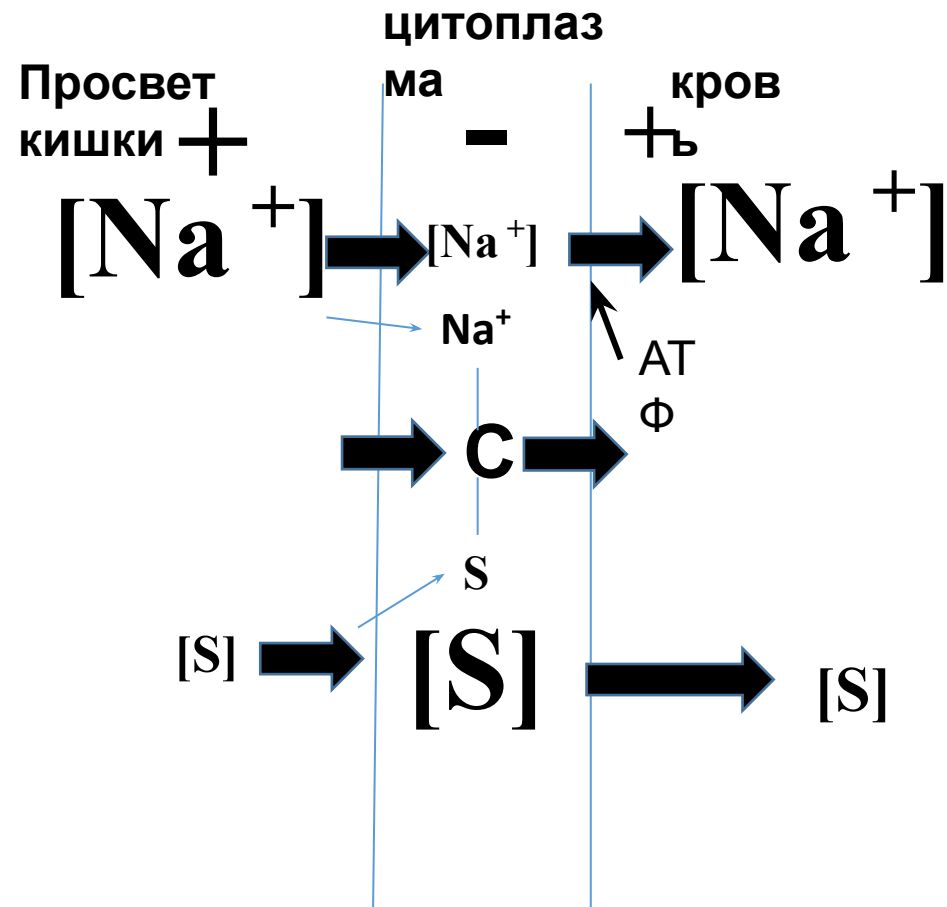 цитоплаз
ма
Просвет
кишки +
-
кров
+ь
[Na +]
[Na +]
[Na +]
Na+
АТ
Ф
С
S
[S]
[S]
[S]